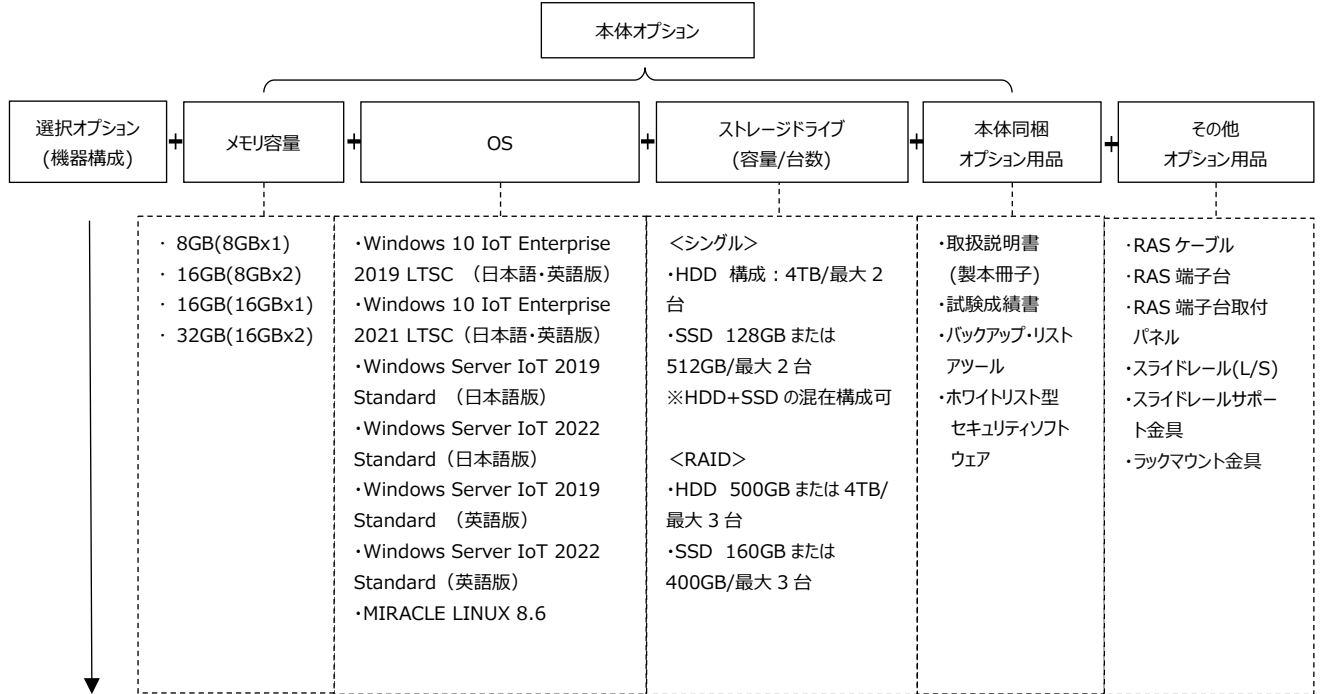 本体オプション
選択オプション
(機器構成)
+
メモリ容量
+
OS
+
ストレージドライブ
(容量/台数)
+
本体同梱
オプション用品
+
その他
オプション用品
・ 8GB(8GBx1)
・ 16GB(8GBx2)
・ 16GB(16GBx1)
・ 32GB(16GBx2)
・Windows 10 IoT Enterprise
2019 LTSC （日本語・英語版）
・Windows 10 IoT Enterprise
2021 LTSC（日本語・英語版）
・Windows Server IoT 2019
Standard （日本語版）
・Windows Server IoT 2022
Standard（日本語版）
・Windows Server IoT 2019
Standard （英語版）
・Windows Server IoT 2022
Standard（英語版）
・MIRACLE LINUX 8.6
＜シングル＞
・HDD 構成：4TB/最大 2
台
・SSD 128GB または
512GB/最大 2 台
※HDD+SSD の混在構成可
＜RAID＞
・HDD 500GB または 4TB/
最大 3 台
・SSD 160GB または
400GB/最大 3 台
・取扱説明書
(製本冊子)
・試験成績書
・バックアップ・リスト
アツール
・ホワイトリスト型
セキュリティソフト
ウェア
・RAS ケーブル
・RAS 端子台
・RAS 端子台取付
パネル
・スライドレール(L/S)
・スライドレールサポー
ト金具
・ラックマウント金具